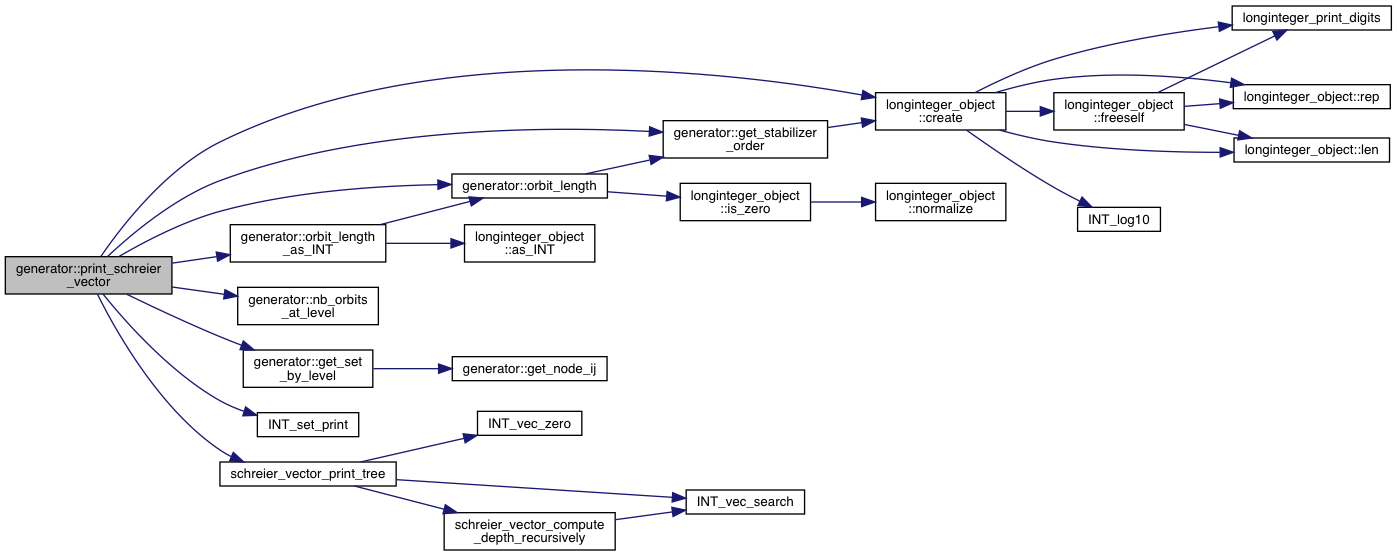 generator::print_schreier
_vector
longinteger_object
::create
generator::get_stabilizer
_order
generator::orbit_length
generator::orbit_length
_as_INT
generator::nb_orbits
_at_level
generator::get_set
_by_level
INT_set_print
schreier_vector_print_tree
longinteger_object
::as_INT
generator::get_node_ij
INT_vec_zero
schreier_vector_compute
_depth_recursively
INT_vec_search
longinteger_object
::is_zero
longinteger_object
::normalize
longinteger_object
::freeself
longinteger_print_digits
longinteger_object::rep
longinteger_object::len
INT_log10